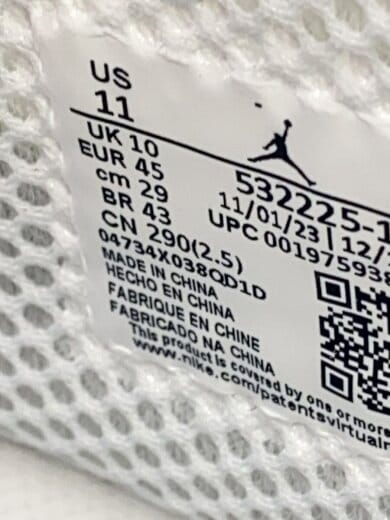 US
11
UK 10
EUR 45
cm 29
BR 43
CN 290(2.5)
04734X038QD1D
MADE IN CHINA
HECHO EN CHINA
FABRIQUE EN CHINE
FABRICADO NA CHINA
This product is covered by one or more
www.nike.com/patentsvirtual
532225-1
11/01/23 | 12/
UPC 001975938